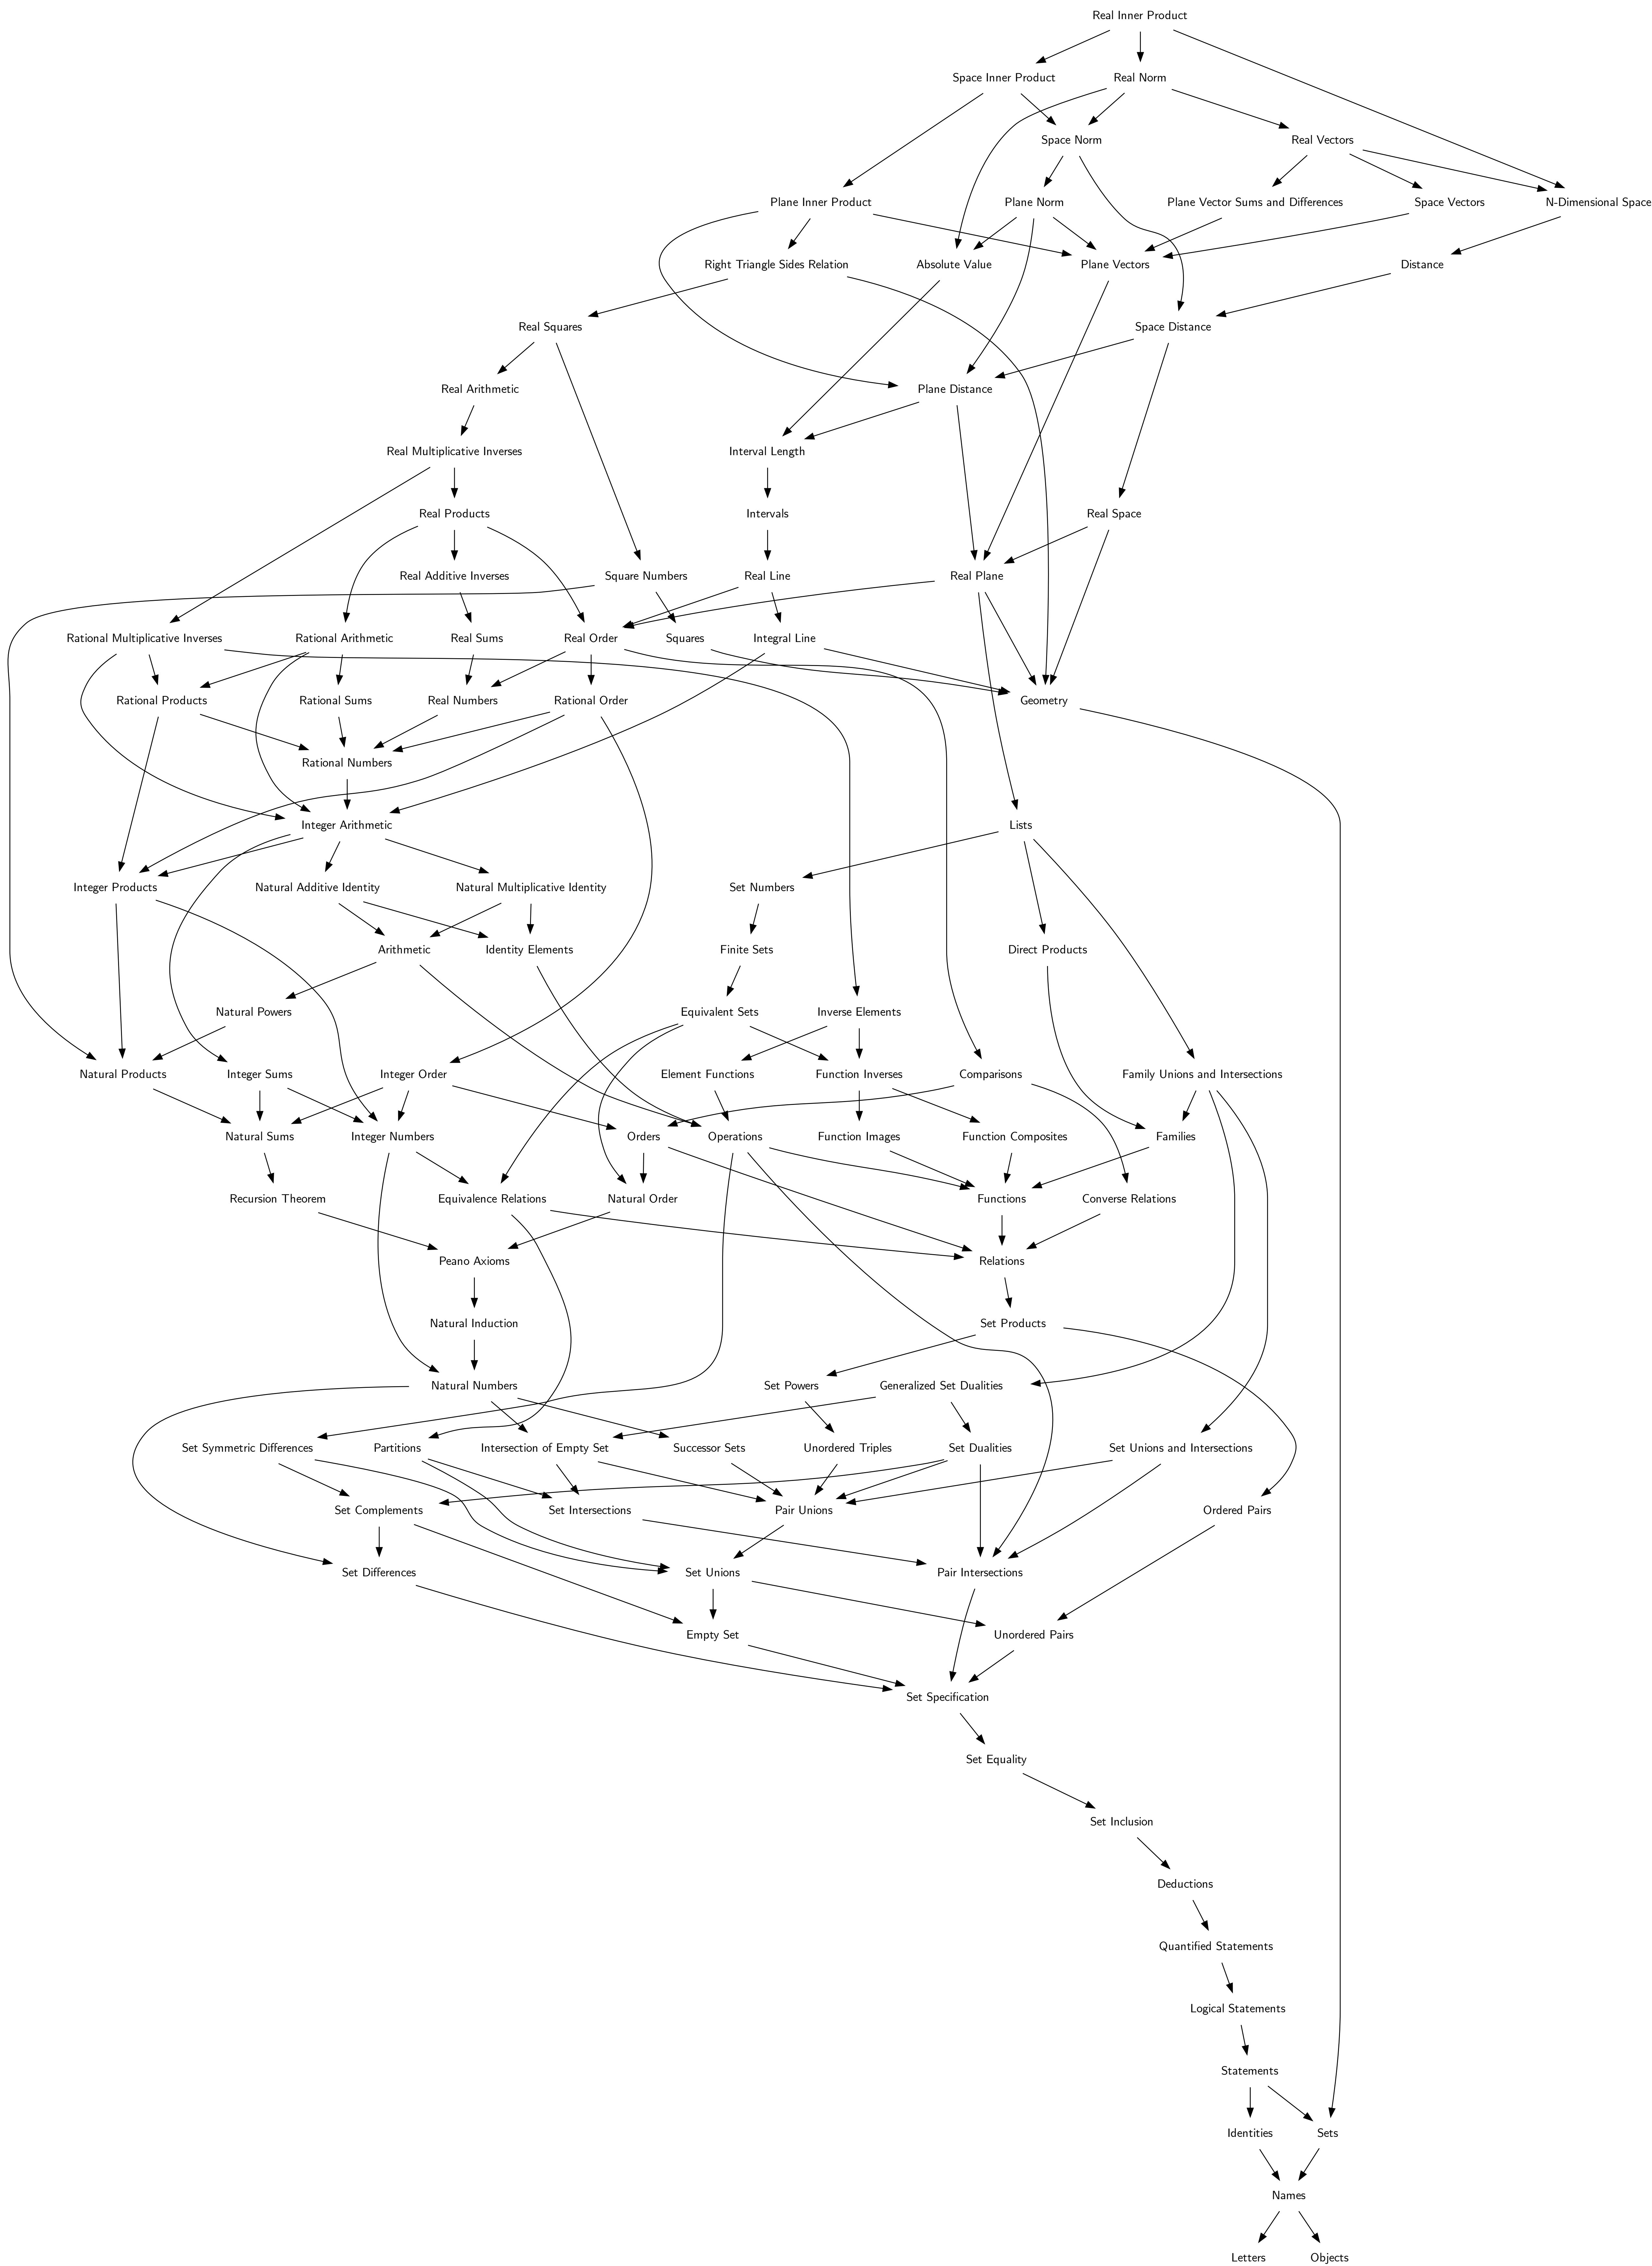 Real Inner Product
Space Inner Product
Real Norm
Space Norm
Real Vectors
Plane Inner Product
Plane Norm
Plane Vector Sums and Differences
Space Vectors
N-Dimensional Space
Right Triangle Sides Relation
Absolute Value
Plane Vectors
Distance
Real Squares
Space Distance
Real Arithmetic
Plane Distance
Real Multiplicative Inverses
Interval Length
Real Products
Intervals
Real Space
Real Additive Inverses
Square Numbers
Real Line
Real Plane
Rational Multiplicative Inverses
Rational Arithmetic
Real Sums
Real Order
Squares
Integral Line
Rational Products
Rational Sums
Real Numbers
Rational Order
Geometry
Rational Numbers
Integer Arithmetic
Lists
Integer Products
Natural Additive Identity
Natural Multiplicative Identity
Set Numbers
Arithmetic
Identity Elements
Finite Sets
Direct Products
Natural Powers
Equivalent Sets
Inverse Elements
Natural Products
Integer Sums
Integer Order
Element Functions
Function Inverses
Comparisons
Family Unions and Intersections
Natural Sums
Integer Numbers
Orders
Operations
Function Images
Function Composites
Families
Recursion Theorem
Equivalence Relations
Natural Order
Functions
Converse Relations
Peano Axioms
Relations
Natural Induction
Set Products
Natural Numbers
Set Powers
Generalized Set Dualities
Set Symmetric Differences
Partitions
Intersection of Empty Set
Successor Sets
Unordered Triples
Set Dualities
Set Unions and Intersections
Set Complements
Set Intersections
Pair Unions
Ordered Pairs
Set Differences
Set Unions
Pair Intersections
Empty Set
Unordered Pairs
Set Specification
Set Equality
Set Inclusion
Deductions
Quantified Statements
Logical Statements
Statements
Identities
Sets
Names
Letters
Objects